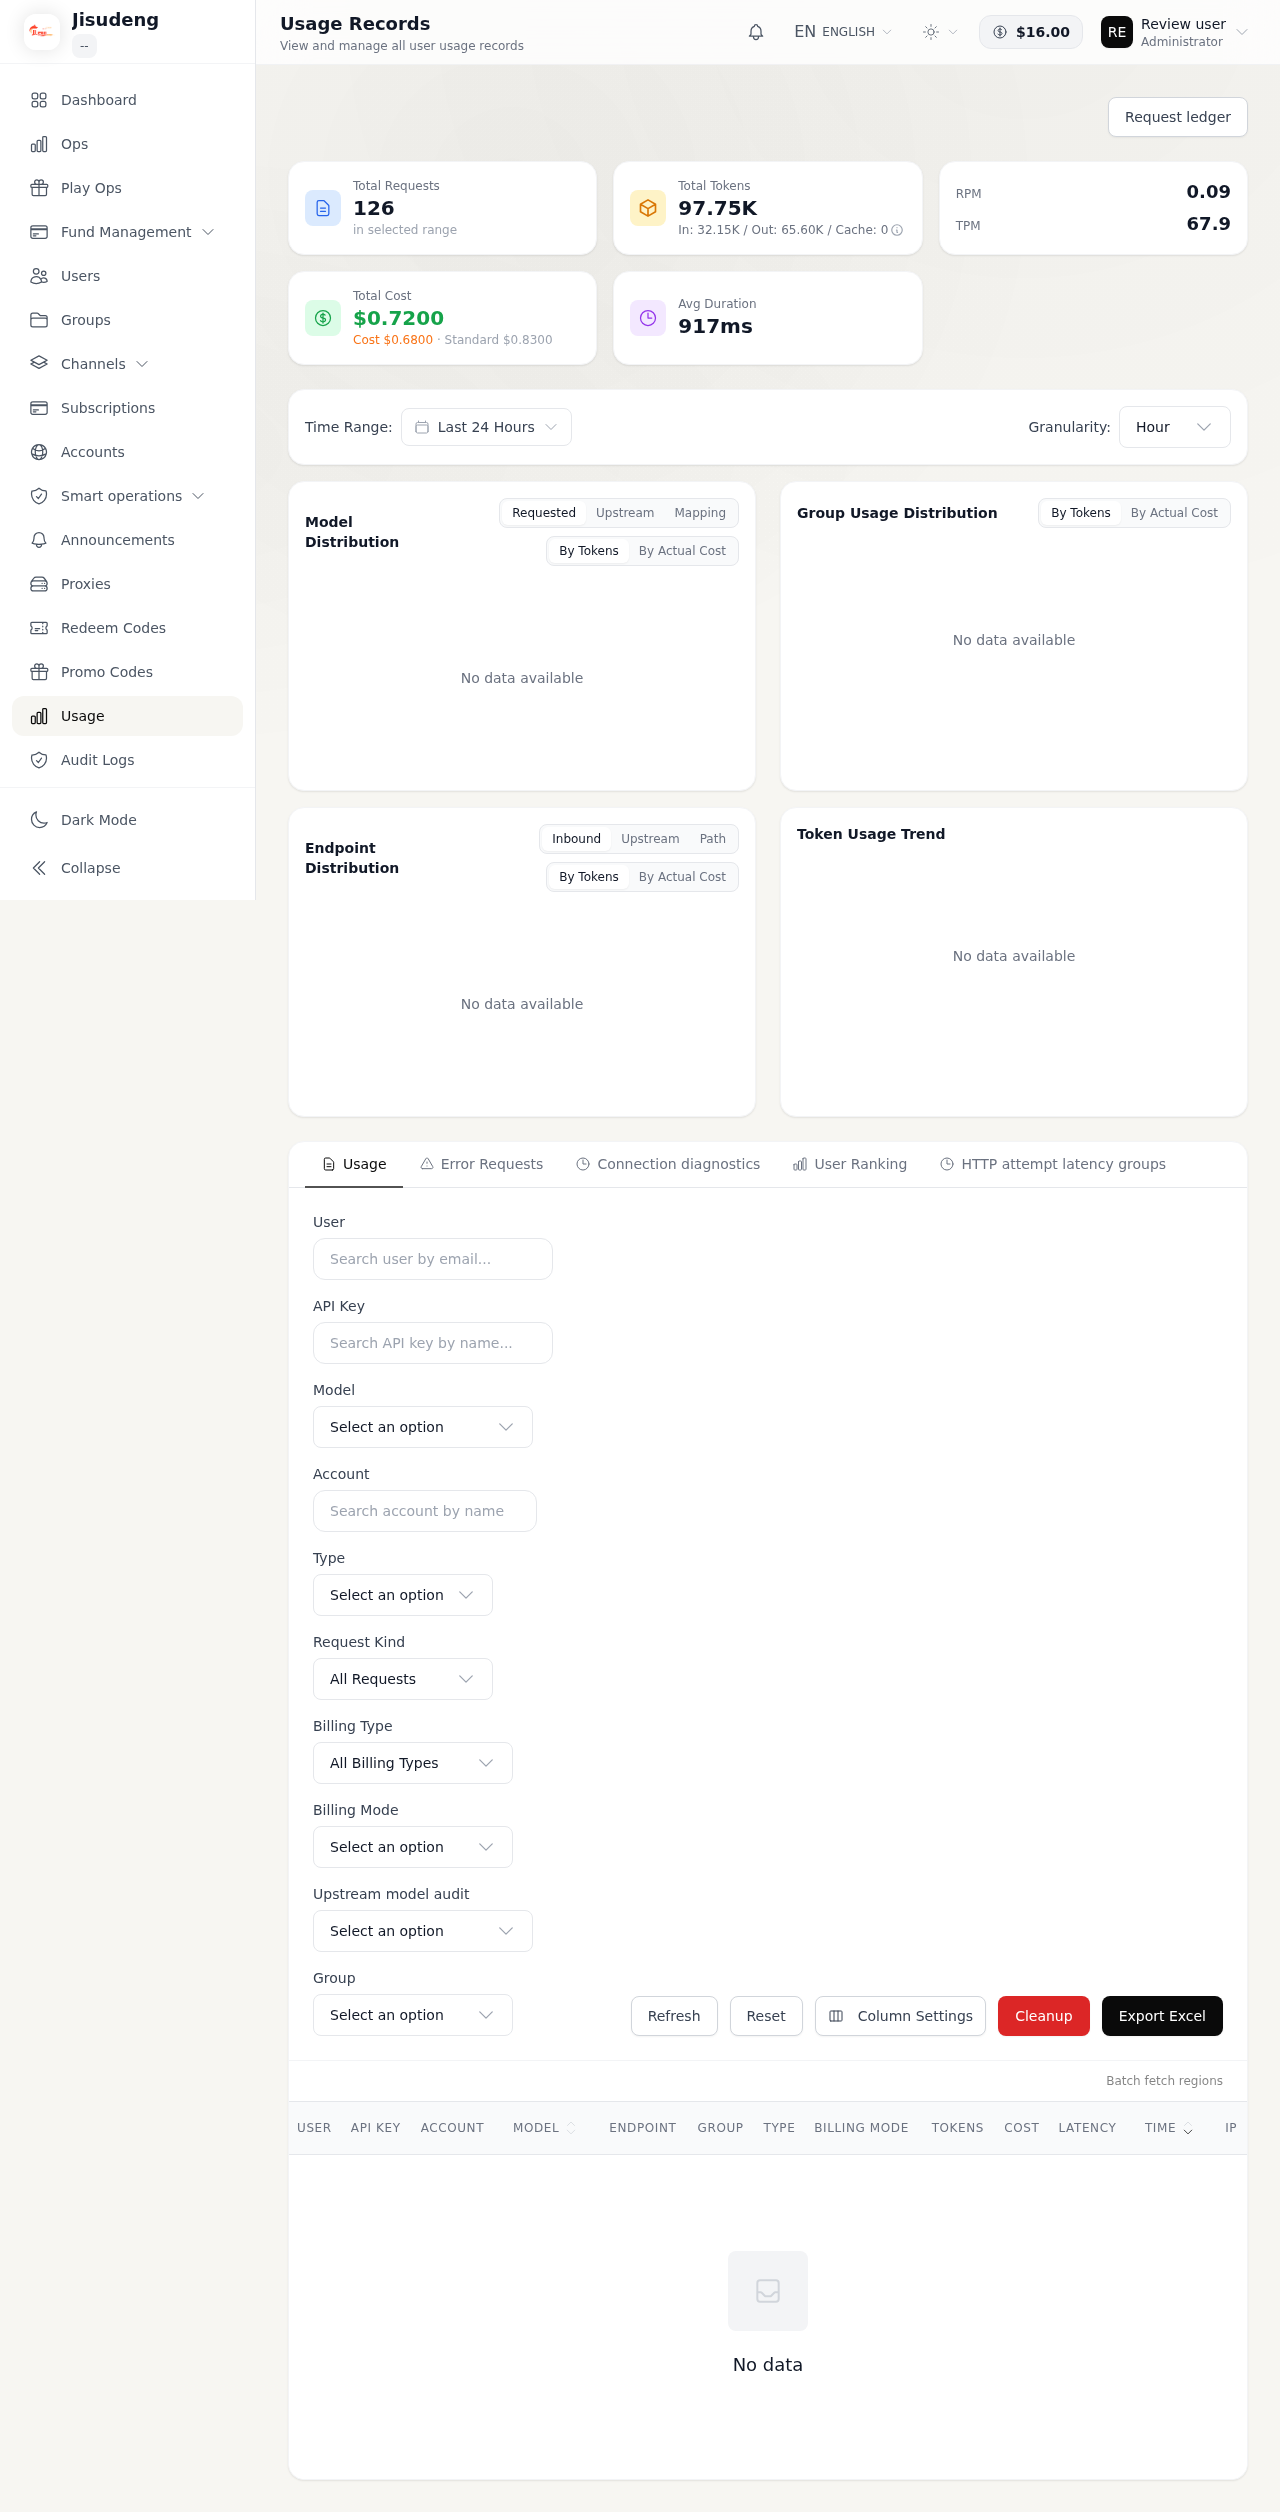 Jisudeng
--
Dashboard
Ops
Play Ops
Fund Management
Users
Groups
Channels
Subscriptions
Accounts
Smart operations
Announcements
Proxies
Redeem Codes
Promo Codes
Usage
Audit Logs
Dark Mode
Collapse
Usage Records
View and manage all user usage records
EN ENGLISH
$16.00
RE
Review user
Administrator
Request ledger
Total Requests
126
in selected range
Total Tokens
97.75K
In: 32.15K / Out: 65.60K / Cache: 0
RPM 0.09
TPM 67.9
Total Cost
$0.7200
Cost $0.6800 · Standard $0.8300
Avg Duration
917ms
Time Range: Last 24 Hours
Granularity: Hour
Model
Distribution
Requested Upstream Mapping
By Tokens By Actual Cost
No data available
Group Usage Distribution
By Tokens By Actual Cost
No data available
Endpoint
Distribution
Inbound Upstream Path
By Tokens By Actual Cost
No data available
Token Usage Trend
No data available
Usage Error Requests Connection diagnostics User Ranking HTTP attempt latency groups
User
Search user by email...
API Key
Search API key by name...
Model
Select an option
Account
Search account by name
Type
Select an option
Request Kind
All Requests
Billing Type
All Billing Types
Billing Mode
Select an option
Upstream model audit
Select an option
Group
Select an option
Refresh Reset Column Settings Cleanup Export Excel
Batch fetch regions
USER API KEY ACCOUNT MODEL ENDPOINT GROUP TYPE BILLING MODE TOKENS COST LATENCY TIME IP
No data